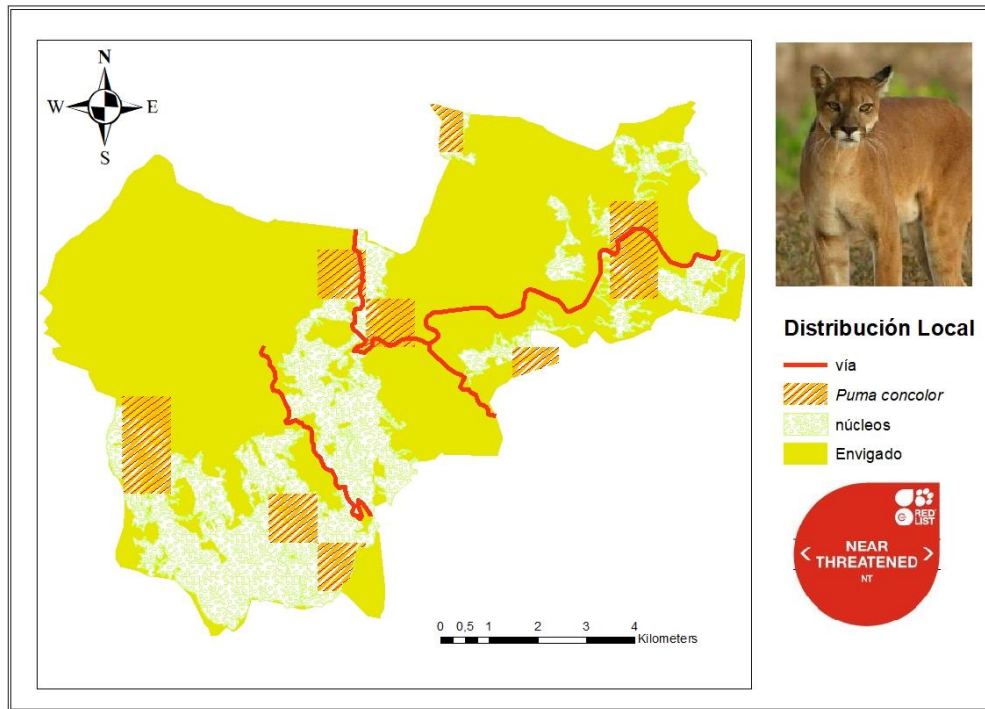 N
W E
S
Distribución Local
vía
Puma concolor
núcleos
Envigado
RED
LIST
< NEAR >
THREATENED
NT
0 0,5 1 2 3 4
Kilometers